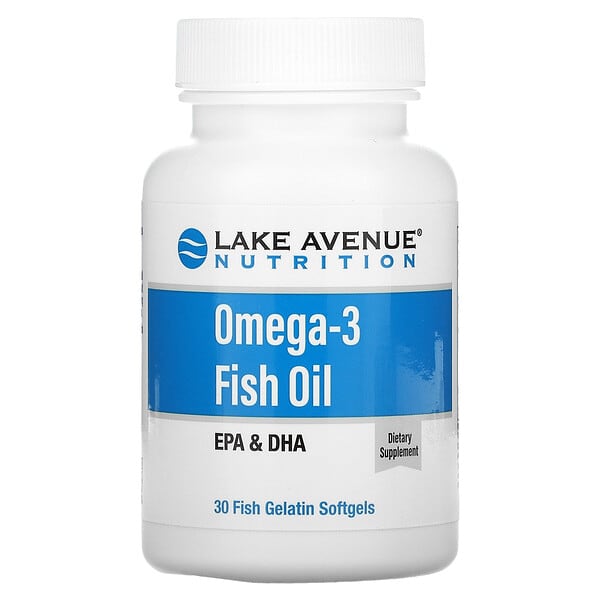 LAKE AVENUE®
NUTRITION
Omega-3
Fish Oil
EPA & DHA
Dietary
Supplement
30 Fish Gelatin Softgels